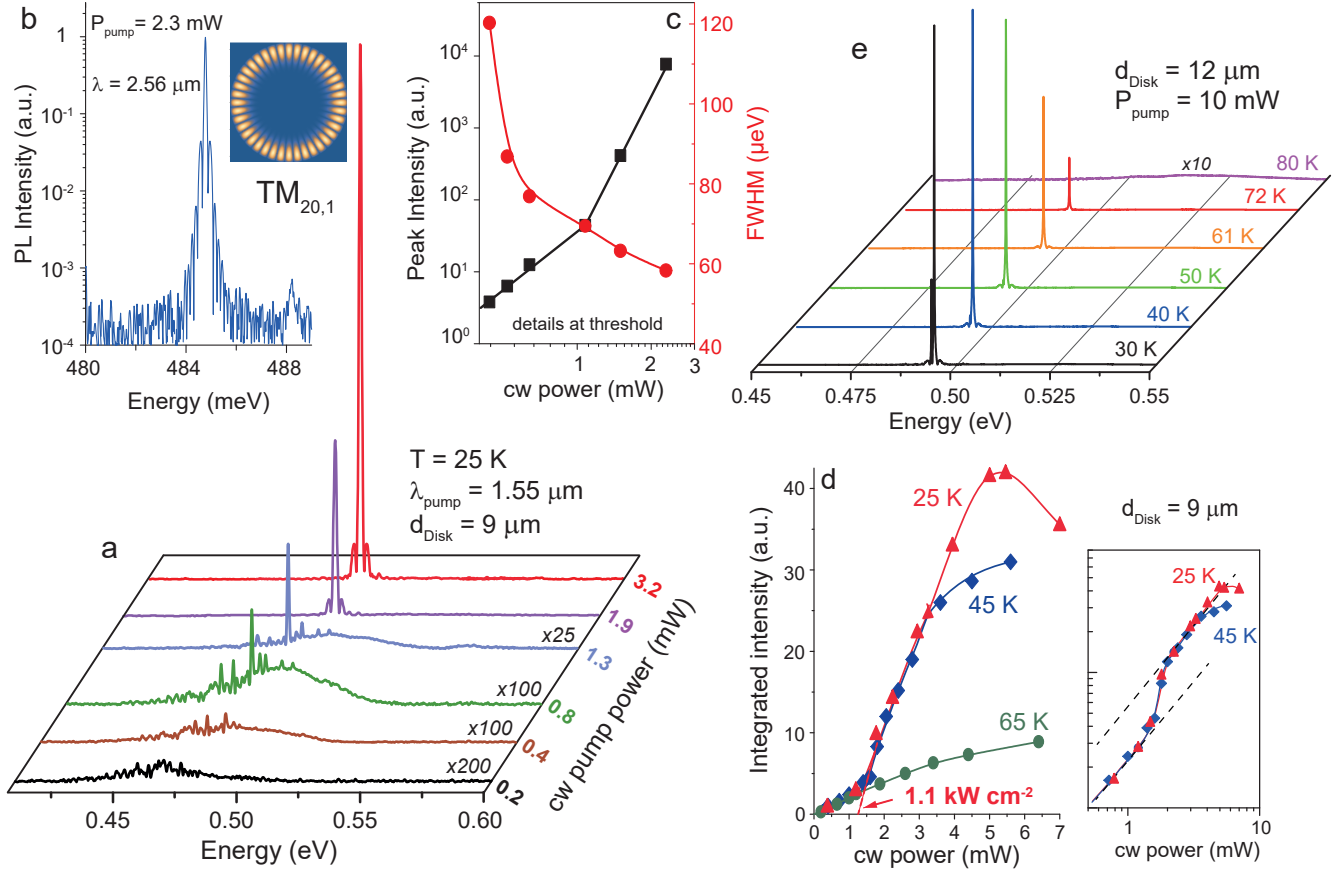 b
P_pump = 2.3 mW
λ = 2.56 μm
TM_20,1
PL Intensity (a.u.)
1
10^-1
10^-2
10^-3
10^-4
480
484
488
Energy (meV)
c
Peak Intensity (a.u.)
10^4
10^3
10^2
10^1
10^0
details at threshold
1
2
3
cw power (mW)
FWHM (μeV)
120
100
80
60
40
e
d_Disk = 12 μm
P_pump = 10 mW
x10
80 K
72 K
61 K
50 K
40 K
30 K
0.45
0.475
0.50
0.525
0.55
Energy (eV)
a
T = 25 K
λ_pump = 1.55 μm
d_Disk = 9 μm
3.2
1.9
x25
1.3
x100
0.8
x100
0.4
x200
0.2
cw pump power (mW)
0.45
0.50
0.55
0.60
Energy (eV)
d
Integrated intensity (a.u.)
40
30
20
10
0
25 K
45 K
65 K
1.1 kW cm^-2
0
1
2
3
4
5
6
7
cw power (mW)
d_Disk = 9 μm
25 K
45 K
1
10
cw power (mW)